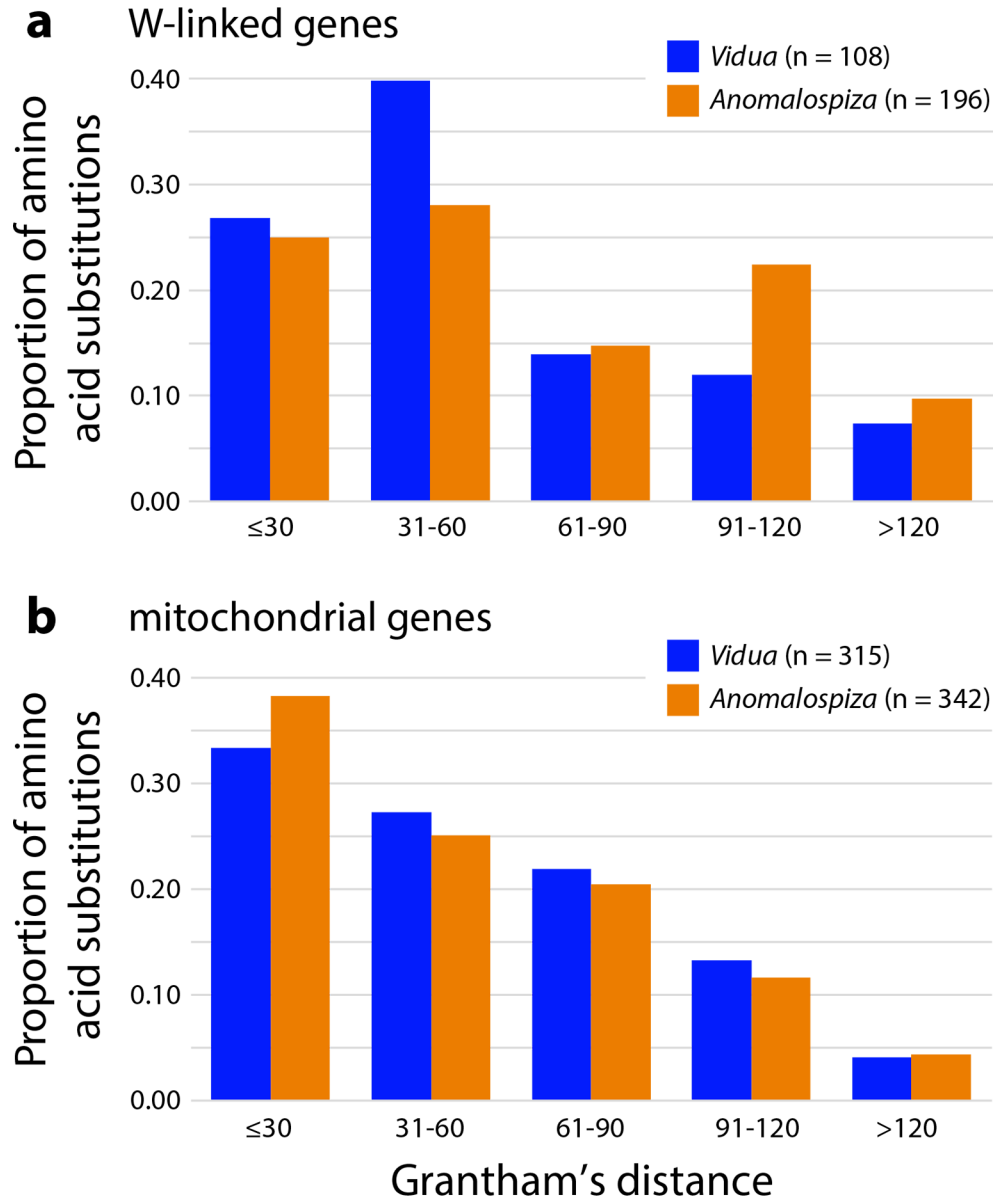 a W-linked genes
Vidua (n = 108)
Anomalospiza (n = 196)
Proportion of amino
acid substitutions
0.40
0.30
0.20
0.10
0.00
≤30 31-60 61-90 91-120 >120
b mitochondrial genes
Vidua (n = 315)
Anomalospiza (n = 342)
Proportion of amino
acid substitutions
0.40
0.30
0.20
0.10
0.00
≤30 31-60 61-90 91-120 >120
Grantham’s distance